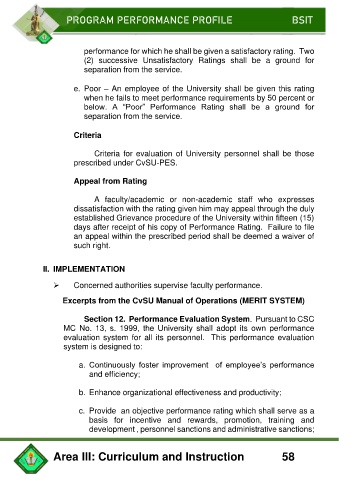 PROGRAM PERFORMANCE PROFILE BSIT
performance for which he shall be given a satisfactory rating. Two
(2) successive Unsatisfactory Ratings shall be a ground for
separation from the service.
e. Poor – An employee of the University shall be given this rating
when he fails to meet performance requirements by 50 percent or
below. A “Poor” Performance Rating shall be a ground for
separation from the service.
Criteria
Criteria for evaluation of University personnel shall be those
prescribed under CvSU-PES.
Appeal from Rating
A faculty/academic or non-academic staff who expresses
dissatisfaction with the rating given him may appeal through the duly
established Grievance procedure of the University within fifteen (15)
days after receipt of his copy of Performance Rating. Failure to file
an appeal within the prescribed period shall be deemed a waiver of
such right.
II. IMPLEMENTATION
➢ Concerned authorities supervise faculty performance.
Excerpts from the CvSU Manual of Operations (MERIT SYSTEM)
Section 12. Performance Evaluation System. Pursuant to CSC
MC No. 13, s. 1999, the University shall adopt its own performance
evaluation system for all its personnel. This performance evaluation
system is designed to:
a. Continuously foster improvement of employee’s performance
and efficiency;
b. Enhance organizational effectiveness and productivity;
c. Provide an objective performance rating which shall serve as a
basis for incentive and rewards, promotion, training and
development , personnel sanctions and administrative sanctions;
Area III: Curriculum and Instruction 58